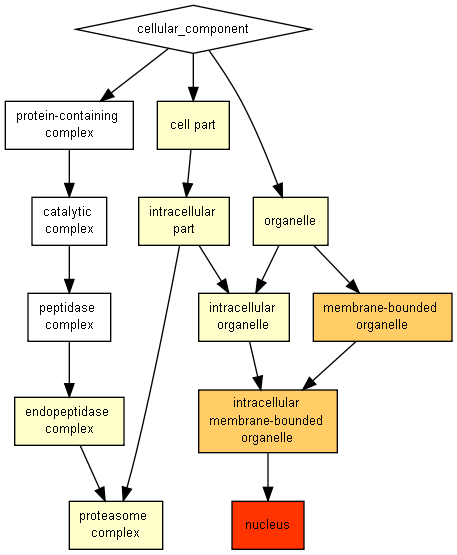 cellular_component
protein-containing
complex
cell part
catalytic
complex
intracellular
part
organelle
peptidase
complex
intracellular
organelle
membrane-bounded
organelle
endopeptidase
complex
intracellular
membrane-bounded
organelle
proteasome
complex
nucleus